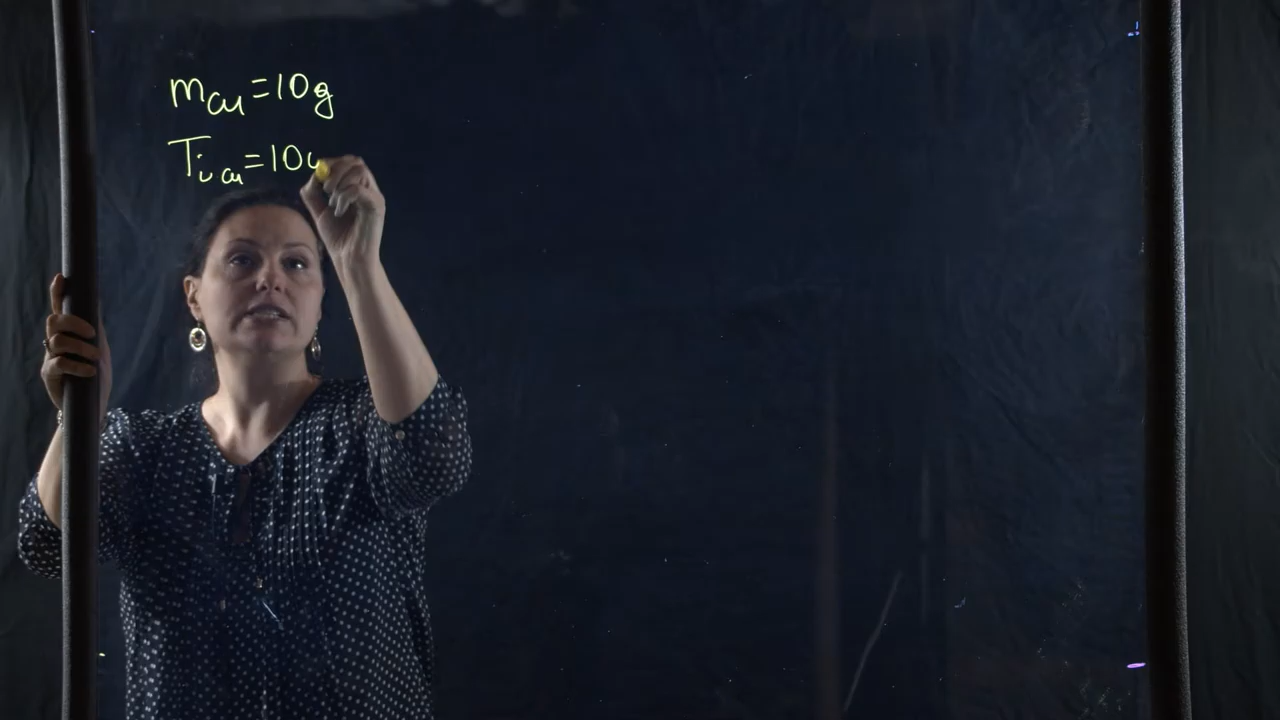 m_Cu = 10g
T_i Cu = 10